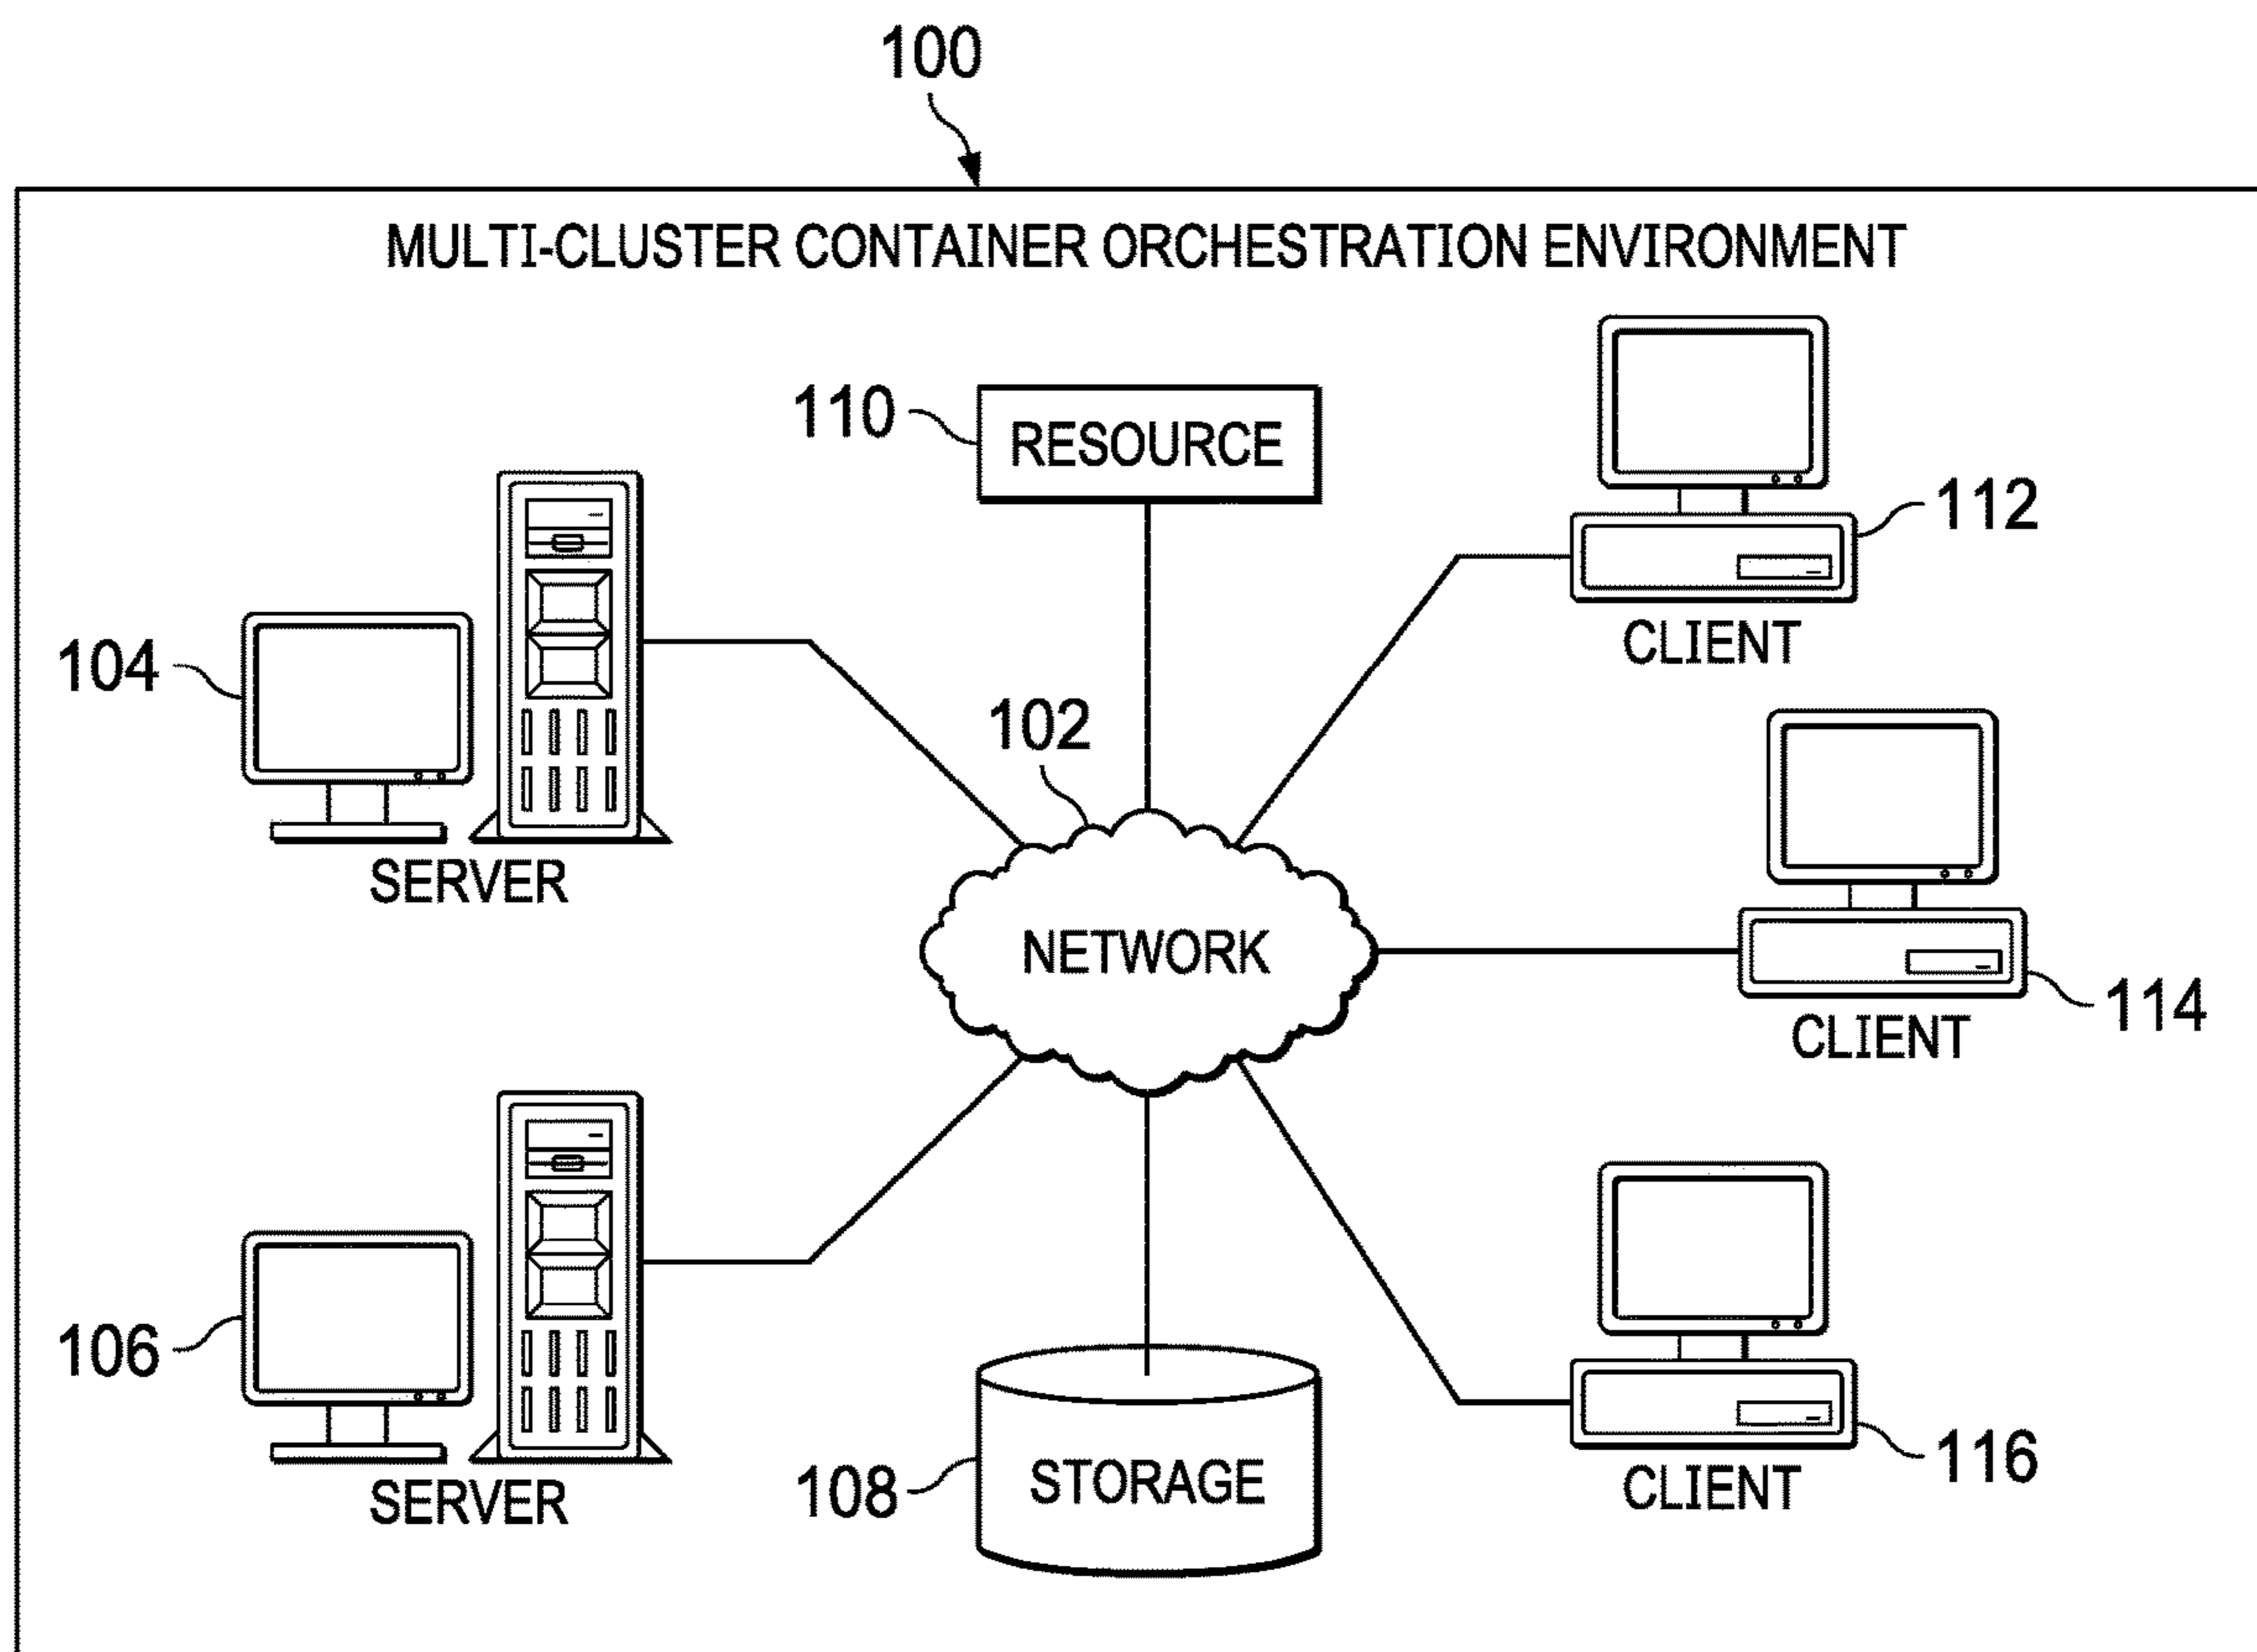 100
MULTI-CLUSTER CONTAINER ORCHESTRATION ENVIRONMENT
110
RESOURCE
112
CLIENT
104
SERVER
102
NETWORK
114
CLIENT
106
SERVER
108
STORAGE
116
CLIENT